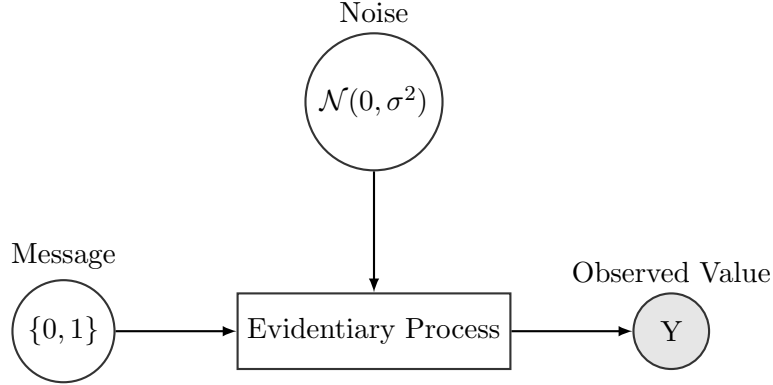 Noise
𝒩(0, σ²)
Message
{0, 1}
Evidentiary Process
Observed Value
Y